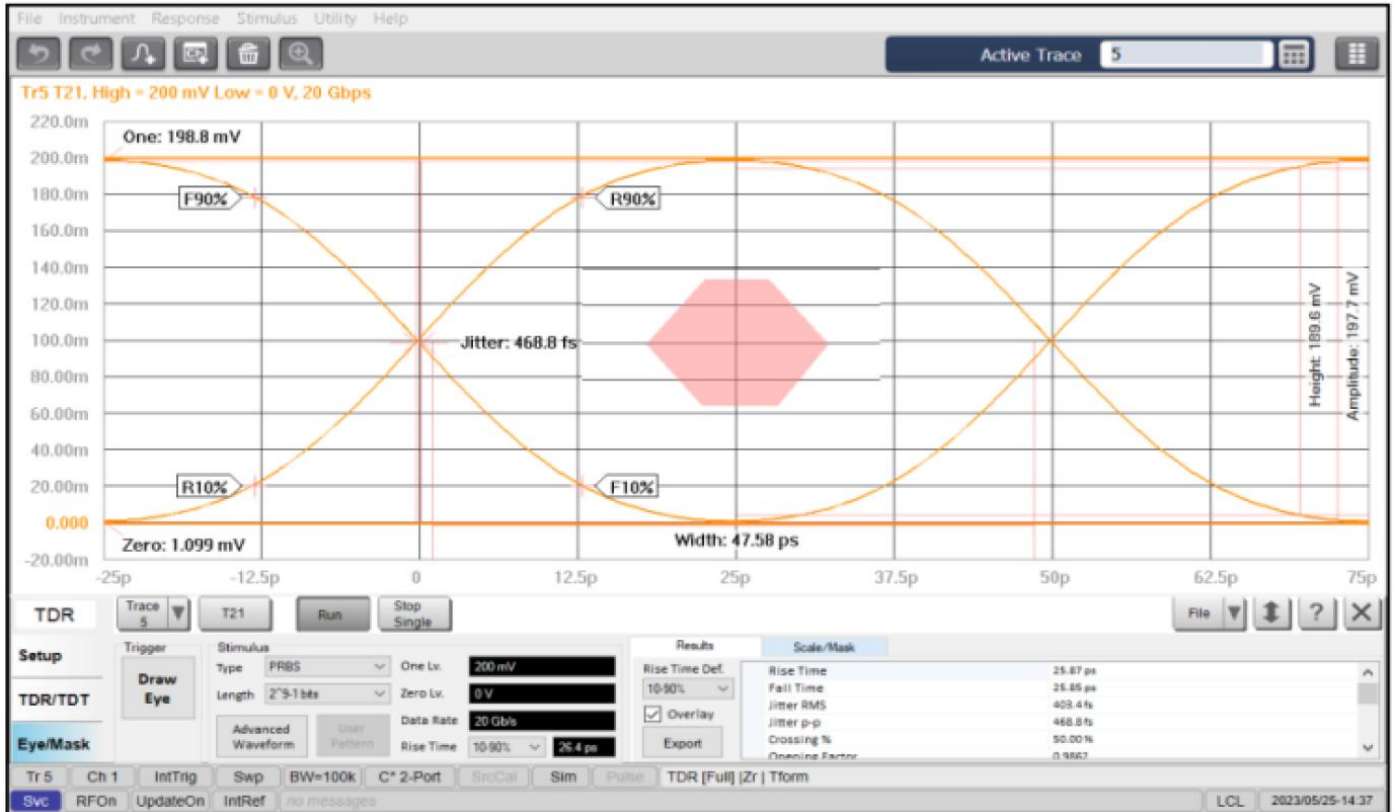 File Instrument Response Stimulus Utility Help
Active Trace 5
Tr5 T21, High = 200 mV Low = 0 V, 20 Gbps
220.0m
One: 198.8 mV
200.0m
180.0m
F90%
R90%
160.0m
140.0m
120.0m
Height: 189.6 mV
Amplitude: 197.7 mV
100.0m
Jitter: 468.8 fs
80.00m
60.00m
40.00m
20.00m
R10%
F10%
0.000
Zero: 1.099 mV
Width: 47.58 ps
-20.00m
-25p -12.5p 0 12.5p 25p 37.5p 50p 62.5p 75p
TDR
Trace 5
T21
Run
Stop Single
File
?
Setup
TDR/TDT
Eye/Mask
Trigger
Draw Eye
Stimulus
Type PRBS
Length 2^9-1 bits
Advanced Waveform
User Pattern
One Lv. 200 mV
Zero Lv. 0 V
Data Rate 20 Gb/s
Rise Time 10-90% 26.4 ps
Results Scale/Mask
Rise Time Def.
10-90%
Overlay
Export
Rise Time 25.87 ps
Fall Time 25.85 ps
Jitter RMS 403.4 fs
Jitter p-p 468.8 fs
Crossing % 50.00 %
Opening Factor 0.9867
Tr 5 Ch 1 IntTrig Swp BW=100k C* 2-Port SrcCal Sim Pulse TDR [Full] |Zr | Tform
Svc RFOn UpdateOn IntRef no messages LCL 2023/05/25-14:37